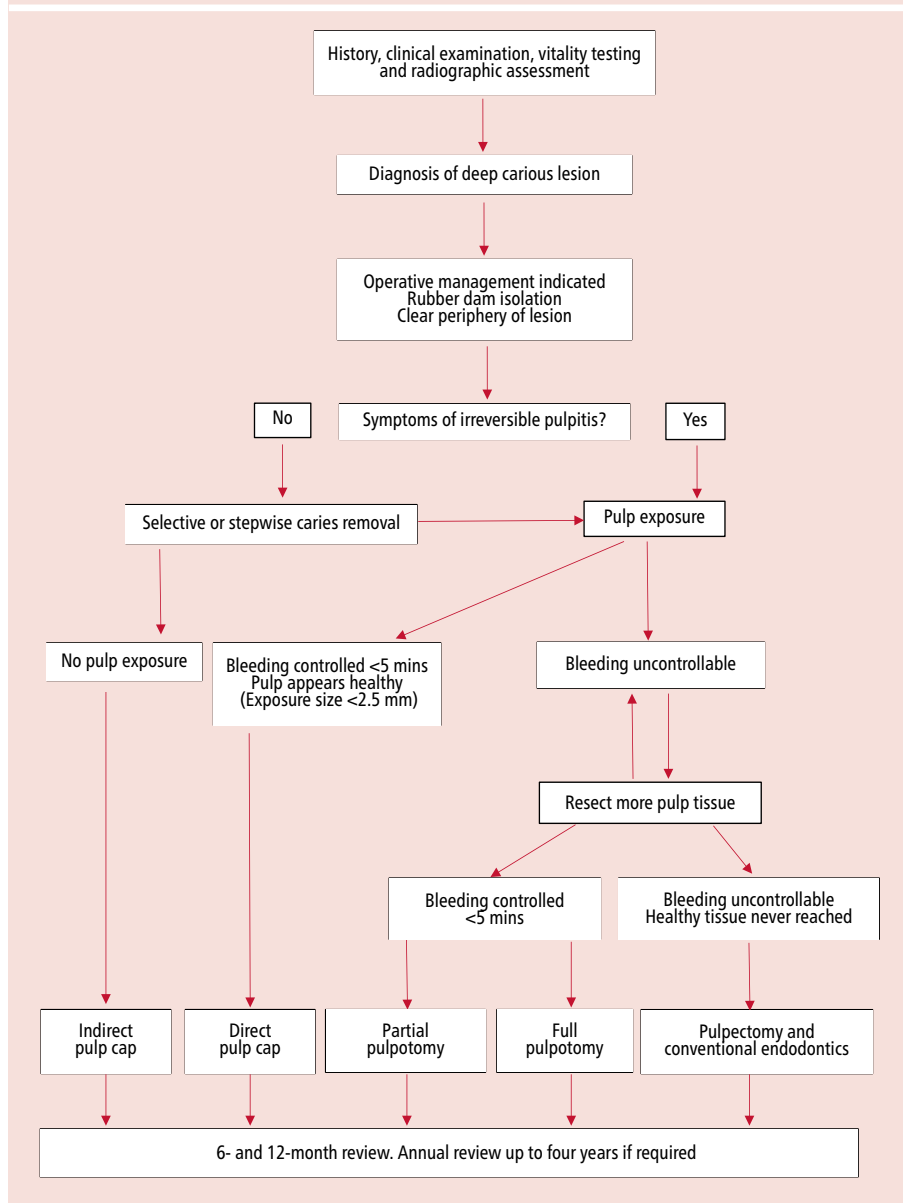 History, clinical examination, vitality testing
and radiographic assessment
Diagnosis of deep carious lesion
Operative management indicated
Rubber dam isolation
Clear periphery of lesion
No
Symptoms of irreversible pulpitis?
Yes
Selective or stepwise caries removal
Pulp exposure
No pulp exposure
Bleeding controlled <5 mins
Pulp appears healthy
(Exposure size <2.5 mm)
Bleeding uncontrollable
Resect more pulp tissue
Bleeding controlled
<5 mins
Bleeding uncontrollable
Healthy tissue never reached
Indirect
pulp cap
Direct
pulp cap
Partial
pulpotomy
Full
pulpotomy
Pulpectomy and
conventional endodontics
6- and 12-month review. Annual review up to four years if required